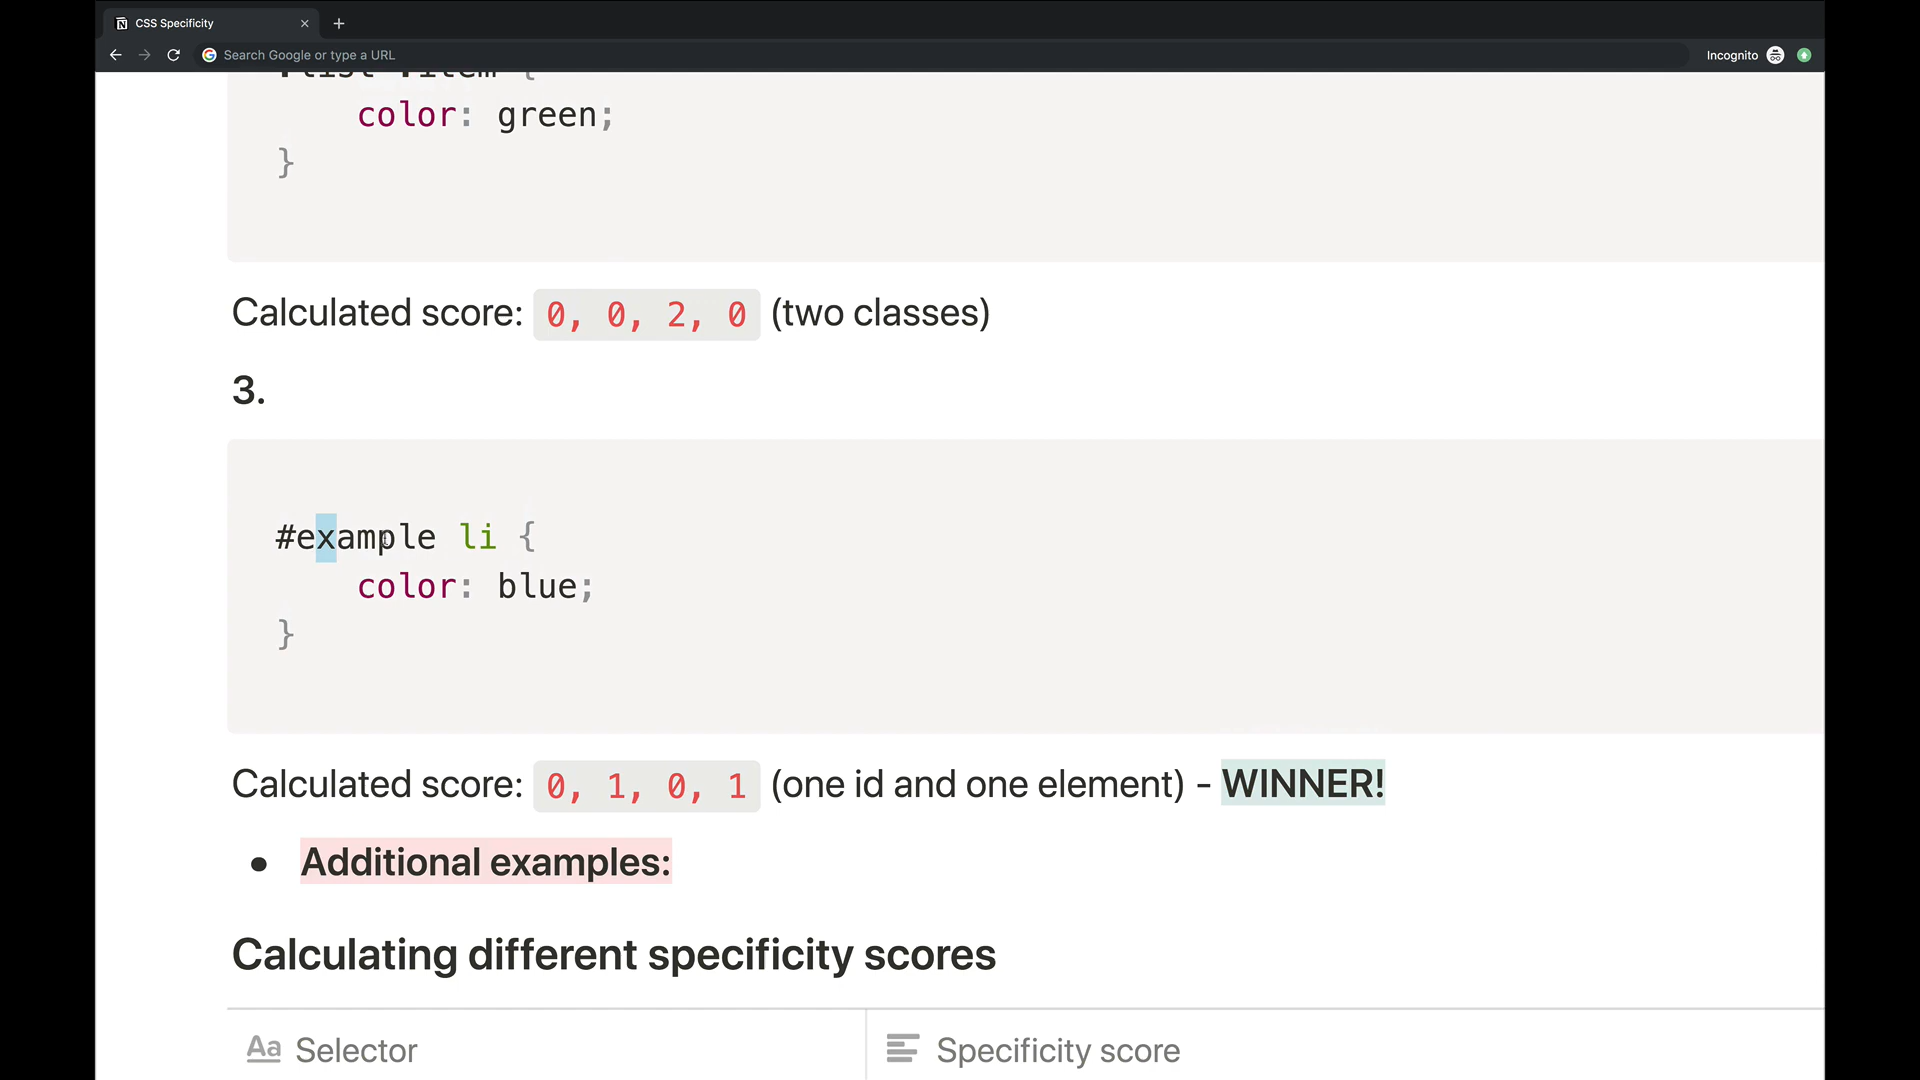 CSS Specificity
Search Google or type a URL
Incognito
.list .item {
color: green;
}
Calculated score: 0, 0, 2, 0 (two classes)
3.
#example li {
color: blue;
}
Calculated score: 0, 1, 0, 1 (one id and one element) - WINNER!
• Additional examples:
Calculating different specificity scores
Aa Selector
Specificity score